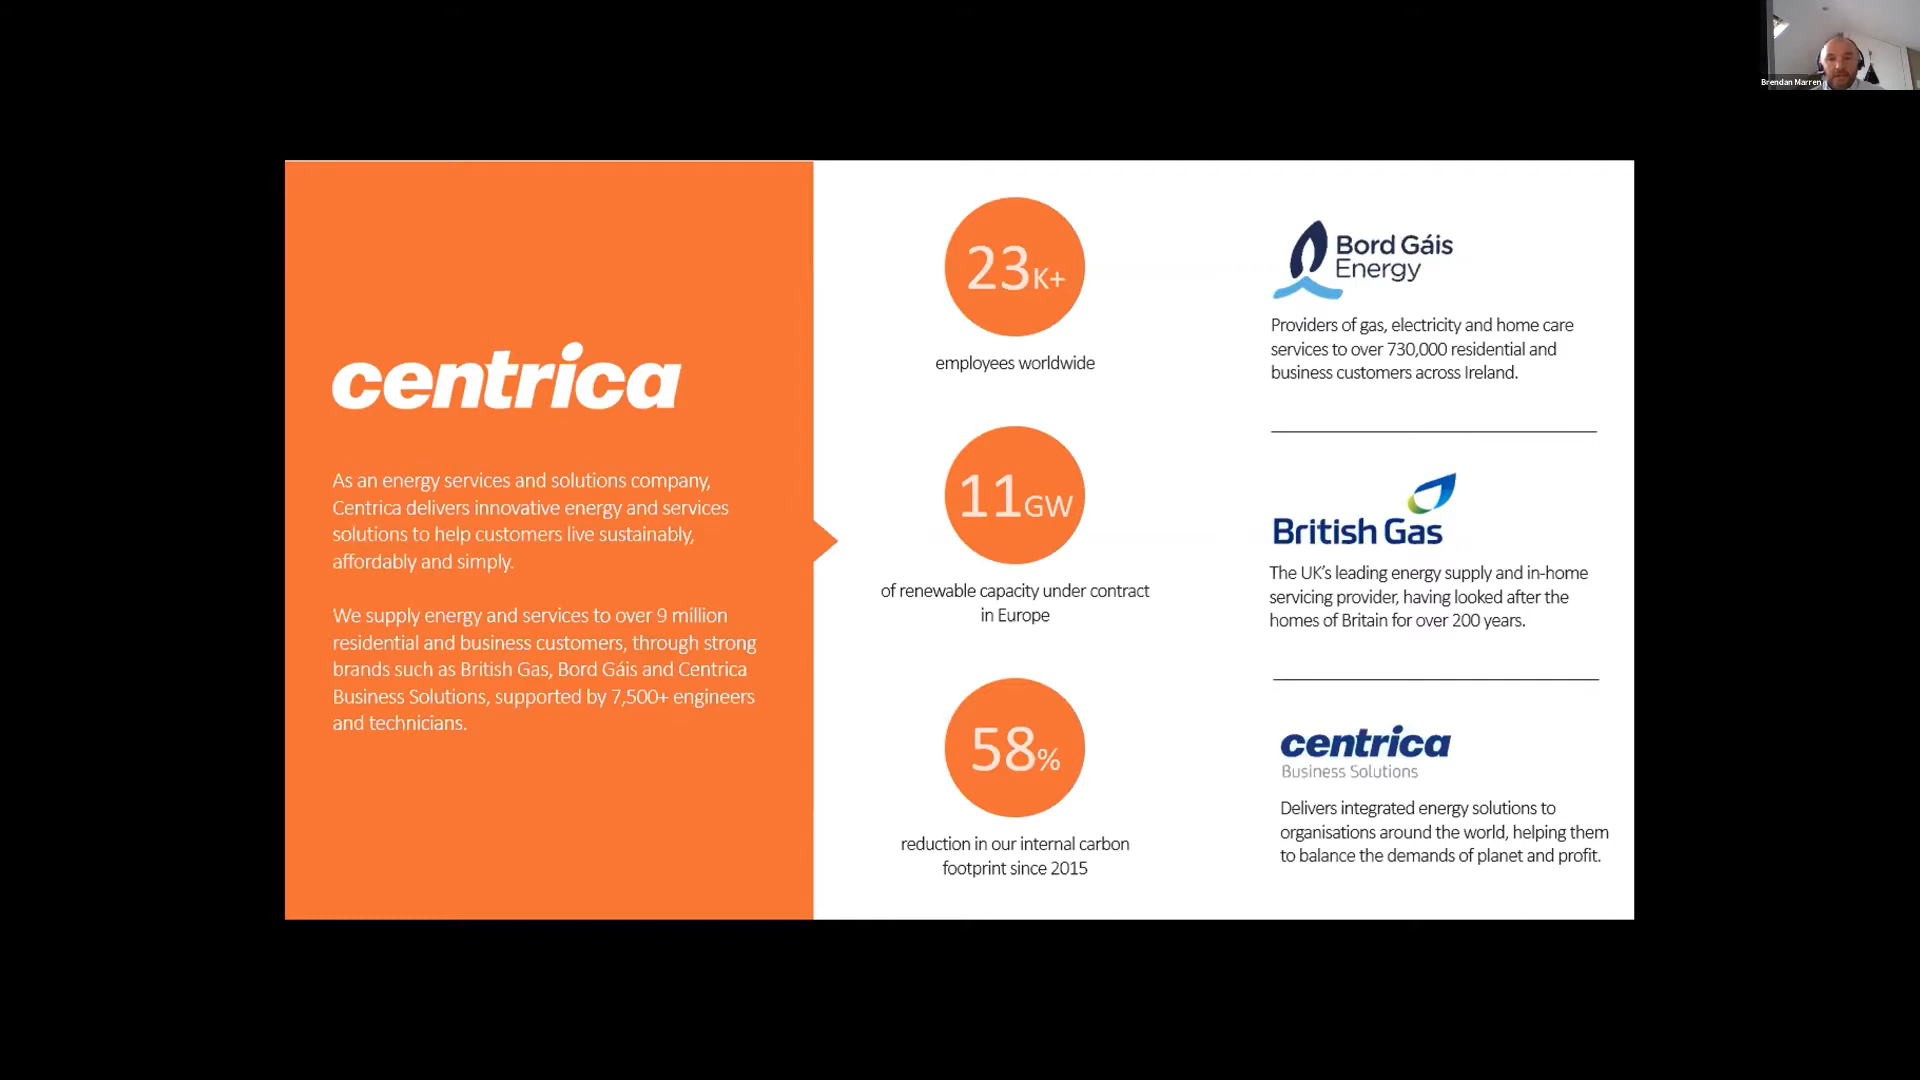 Brendan Marren
centrica
As an energy services and solutions company,
Centrica delivers innovative energy and services
solutions to help customers live sustainably,
affordably and simply.
We supply energy and services to over 9 million
residential and business customers, through strong
brands such as British Gas, Bord Gáis and Centrica
Business Solutions, supported by 7,500+ engineers
and technicians.
23K+
employees worldwide
11GW
of renewable capacity under contract
in Europe
58%
reduction in our internal carbon
footprint since 2015
Bord Gáis
Energy
Providers of gas, electricity and home care
services to over 730,000 residential and
business customers across Ireland.
British Gas
The UK's leading energy supply and in-home
servicing provider, having looked after the
homes of Britain for over 200 years.
centrica
Business Solutions
Delivers integrated energy solutions to
organisations around the world, helping them
to balance the demands of planet and profit.